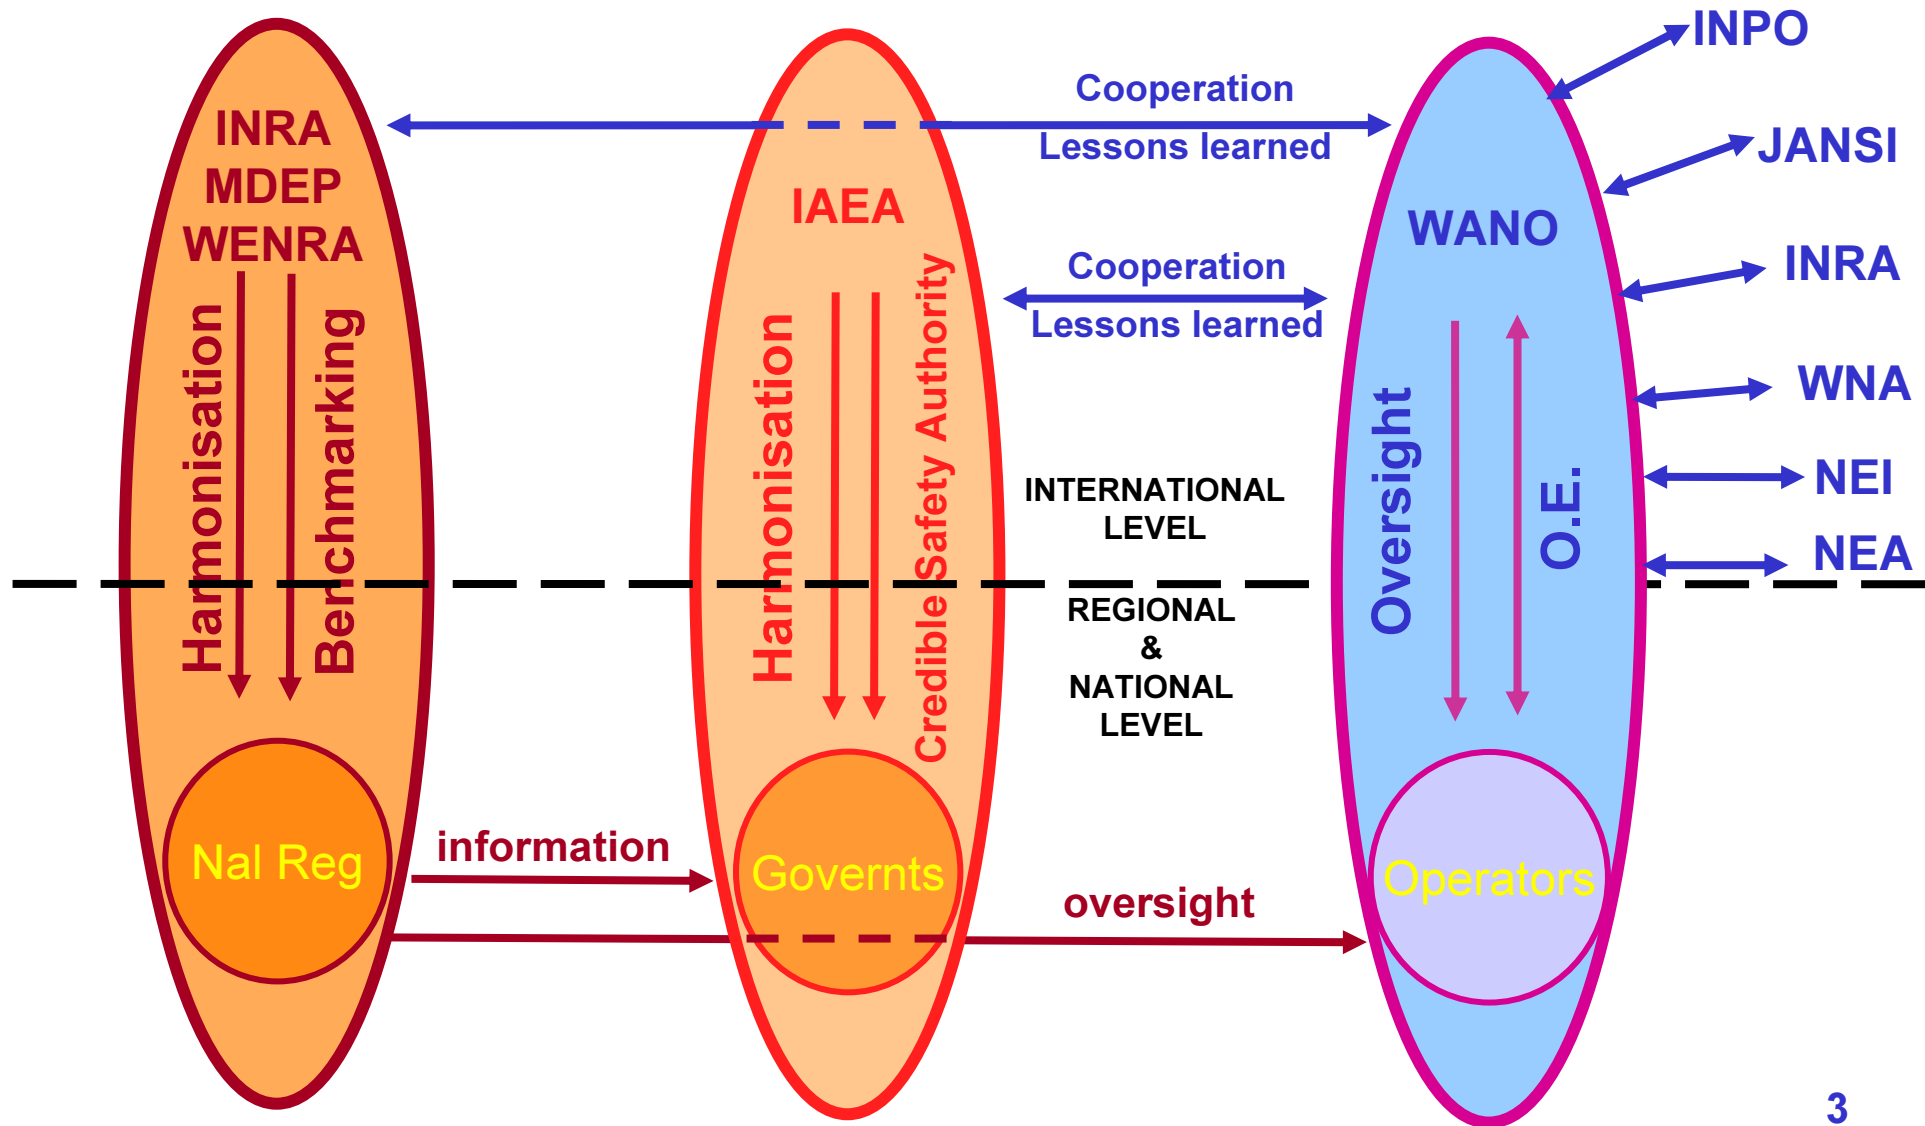 INRA
MDEP
WENRA
Harmonisation
Benchmarking
Nal Reg
information
IAEA
Harmonisation
Credible Safety Authority
Governts
Cooperation
Lessons learned
Cooperation
Lessons learned
INTERNATIONAL
LEVEL
REGIONAL
&
NATIONAL
LEVEL
oversight
WANO
Oversight
O.E.
Operators
INPO
JANSI
INRA
WNA
NEI
NEA
3